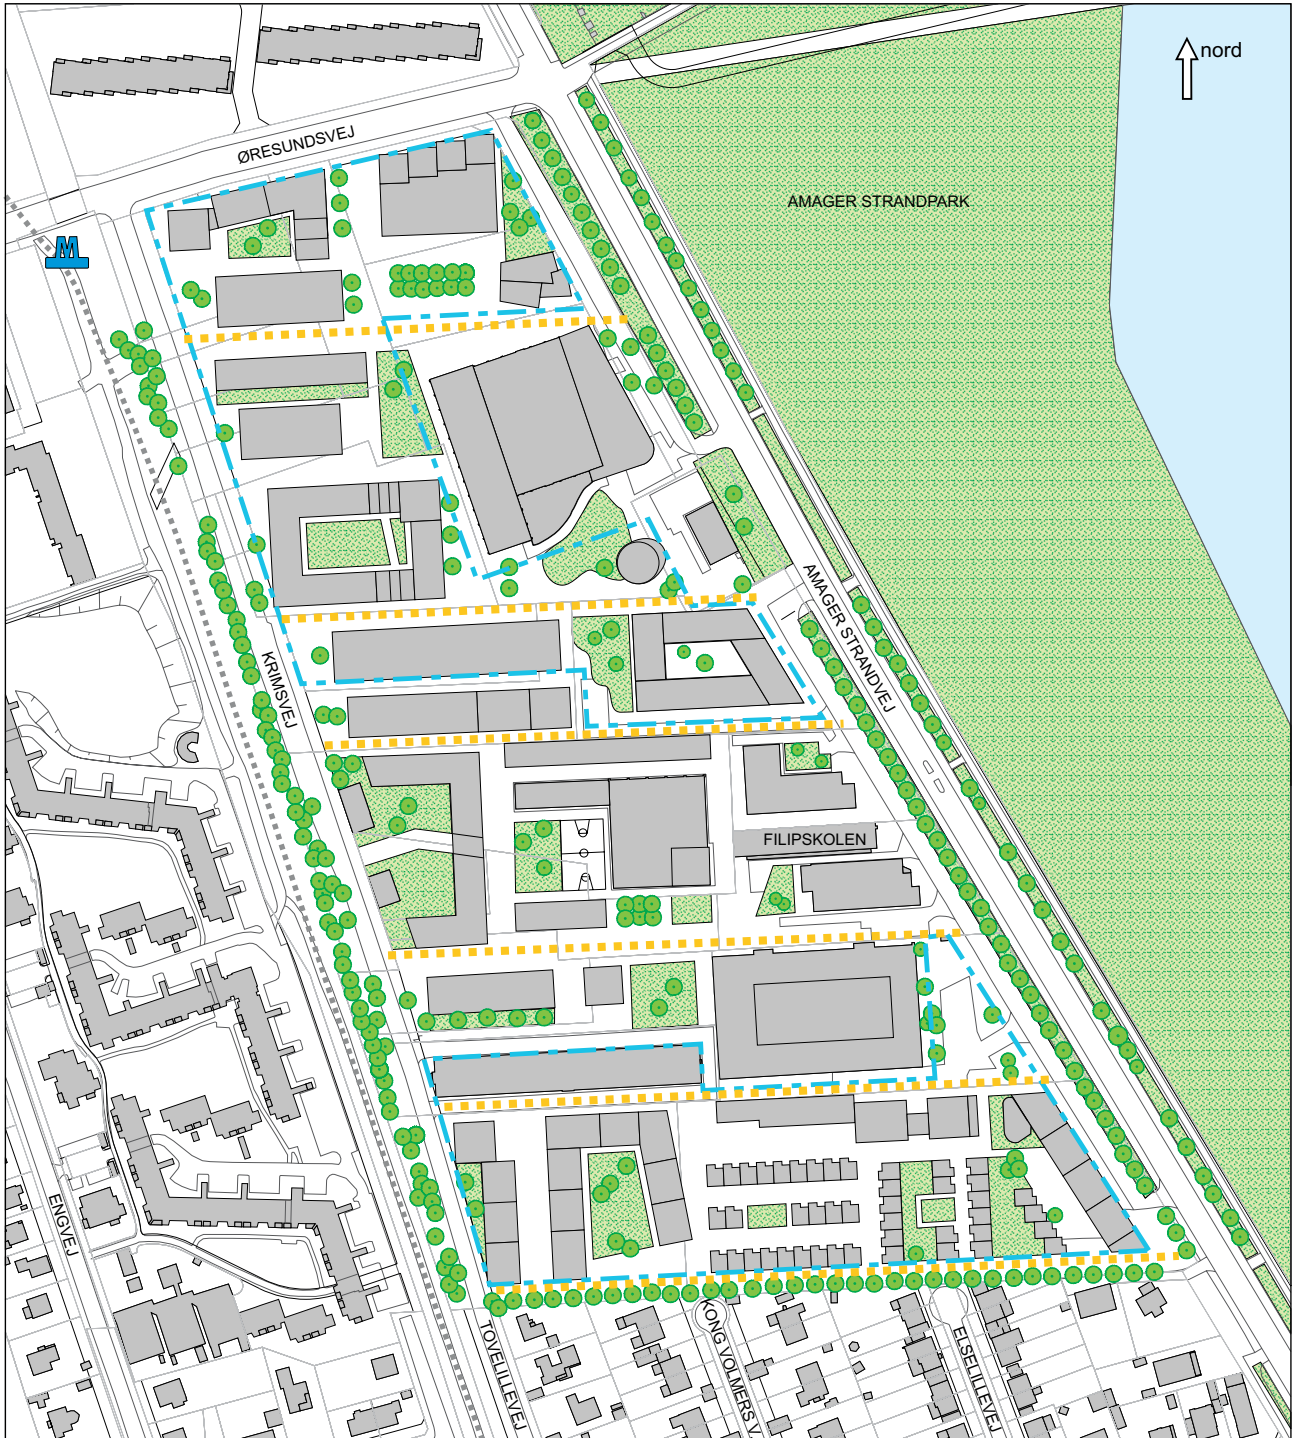 nord
ØRESUNDSVEJ
AMAGER STRANDPARK
M
AMAGER STRANDVEJ
KRIMSVEJ
FILIPSKOLEN
ENGVEJ
TOVELILLEVEJ
KONG VOLMERS V
ELSELILLEVEJ